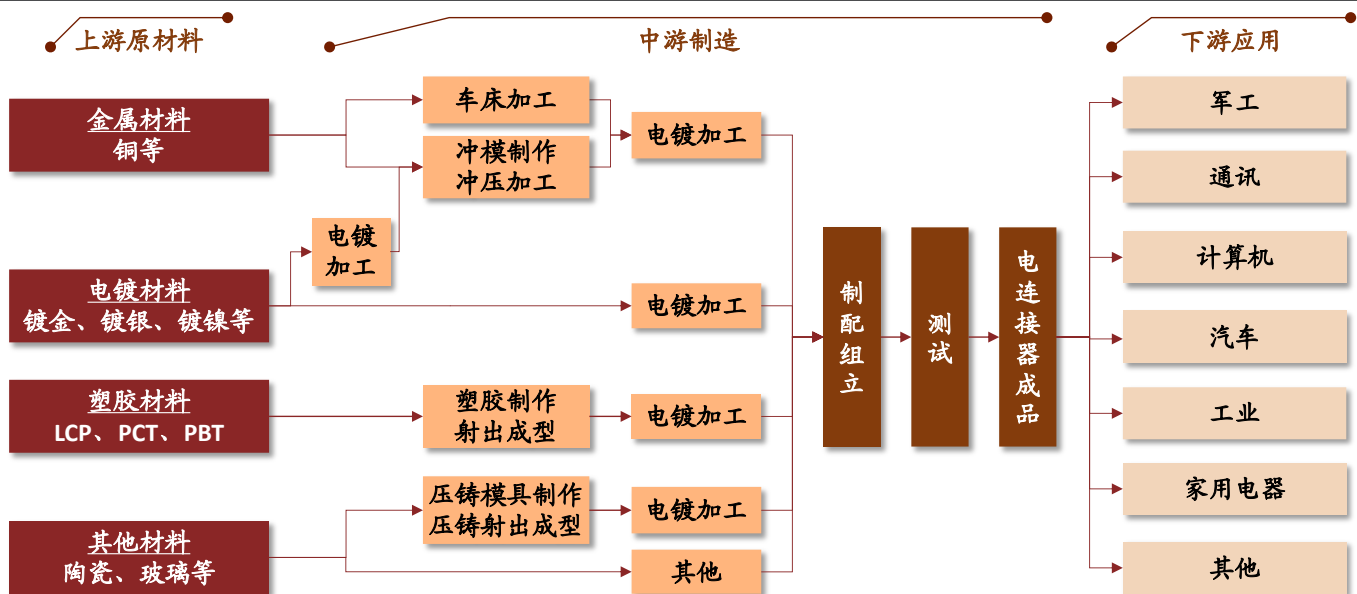 上游原材料
中游制造
下游应用
金属材料
铜等
电镀材料
镀金、镀银、镀镍等
塑胶材料
LCP、PCT、PBT
其他材料
陶瓷、玻璃等
电镀
加工
车床加工
冲模制作
冲压加工
塑胶制作
射出成型
压铸模具制作
压铸射出成型
电镀加工
电镀加工
电镀加工
电镀加工
其他
制配组立
测试
电连接器成品
军工
通讯
计算机
汽车
工业
家用电器
其他